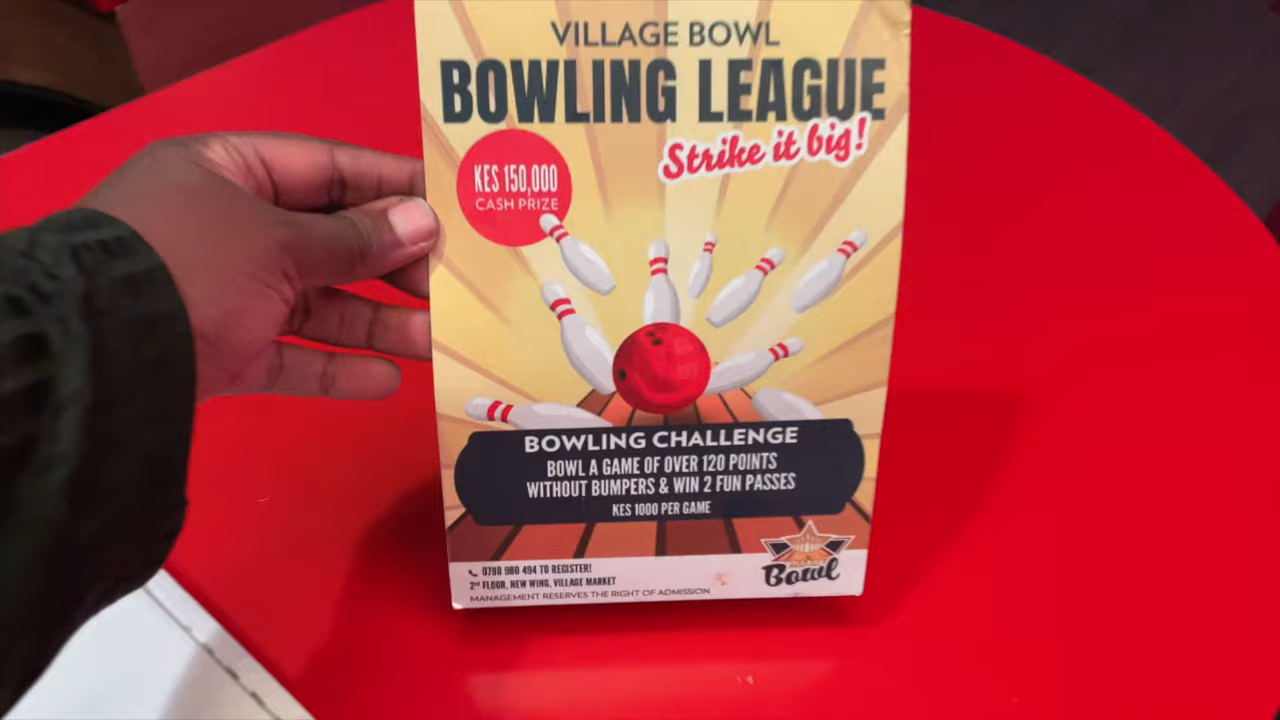 VILLAGE BOWL
BOWLING LEAGUE
Strike it big!
KES 150,000
CASH PRIZE
BOWLING CHALLENGE
BOWL A GAME OF OVER 120 POINTS
WITHOUT BUMPERS & WIN 2 FUN PASSES
KES 1000 PER GAME
0790 980 494 TO REGISTER!
2ND FLOOR, NEW WING, VILLAGE MARKET
MANAGEMENT RESERVES THE RIGHT OF ADMISSION
Bowl